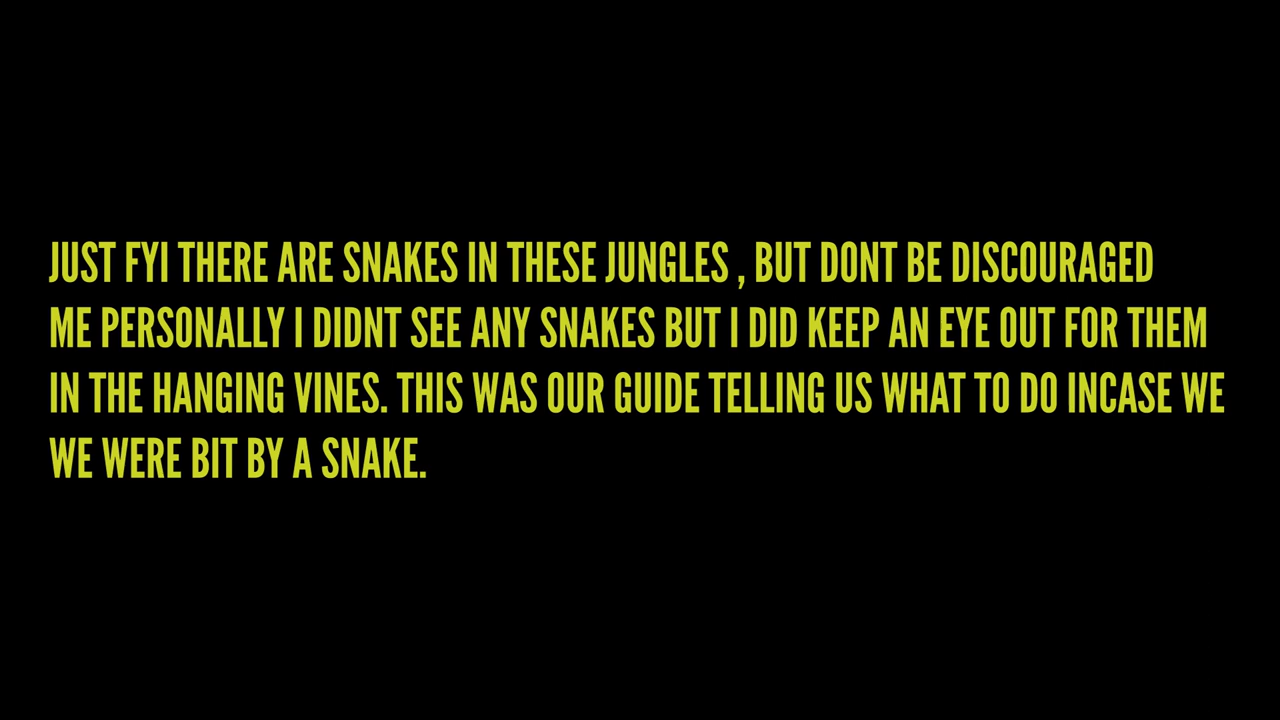 JUST FYI THERE ARE SNAKES IN THESE JUNGLES , BUT DONT BE DISCOURAGED
ME PERSONALLY I DIDNT SEE ANY SNAKES BUT I DID KEEP AN EYE OUT FOR THEM
IN THE HANGING VINES. THIS WAS OUR GUIDE TELLING US WHAT TO DO INCASE WE
WE WERE BIT BY A SNAKE.